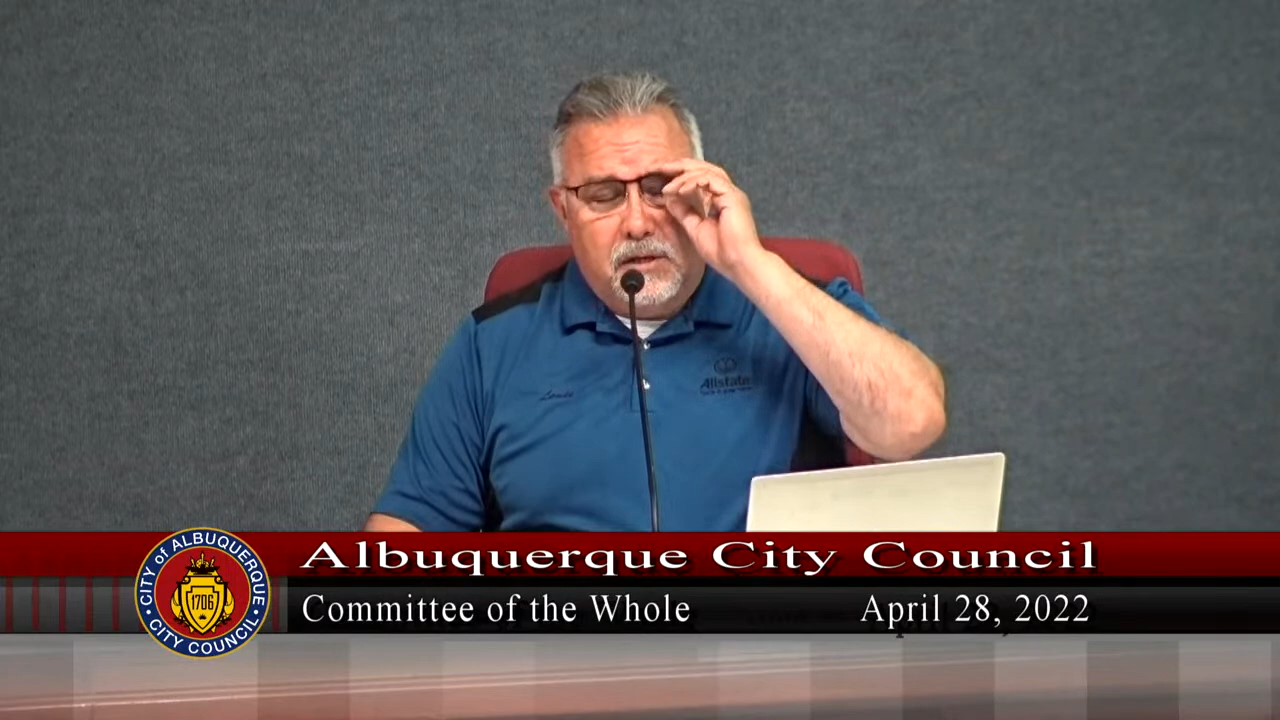 Allstate
CITY of ALBUQUERQUE
1706
CITY COUNCIL
Albuquerque City Council
Committee of the Whole April 28, 2022